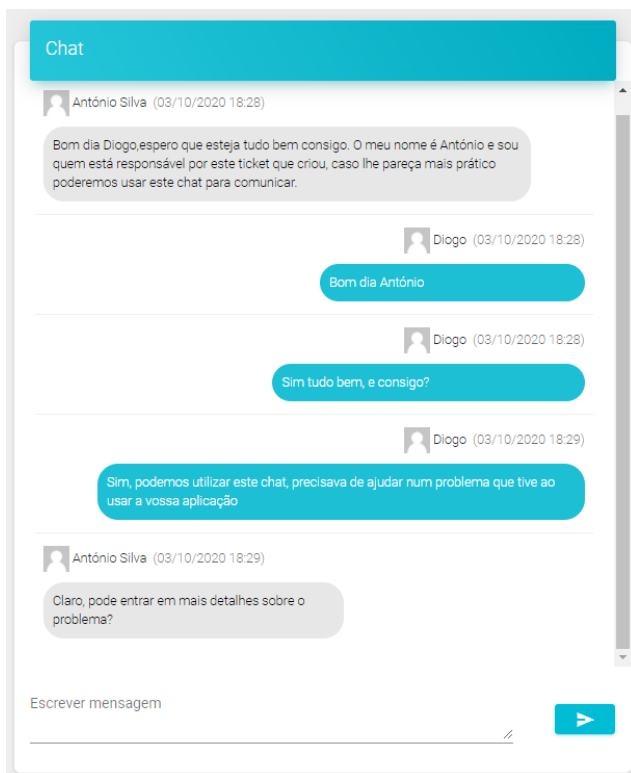 Chat
António Silva (03/10/2020 18:28)
Bom dia Diogo,espero que esteja tudo bem consigo. O meu nome é António e sou
quem está responsável por este ticket que criou, caso lhe pareça mais prático
poderemos usar este chat para comunicar.
Diogo (03/10/2020 18:28)
Bom dia António
Diogo (03/10/2020 18:28)
Sim tudo bem, e consigo?
Diogo (03/10/2020 18:29)
Sim, podemos utilizar este chat, precisava de ajudar num problema que tive ao
usar a vossa aplicação
António Silva (03/10/2020 18:29)
Claro, pode entrar em mais detalhes sobre o
problema?
Escrever mensagem